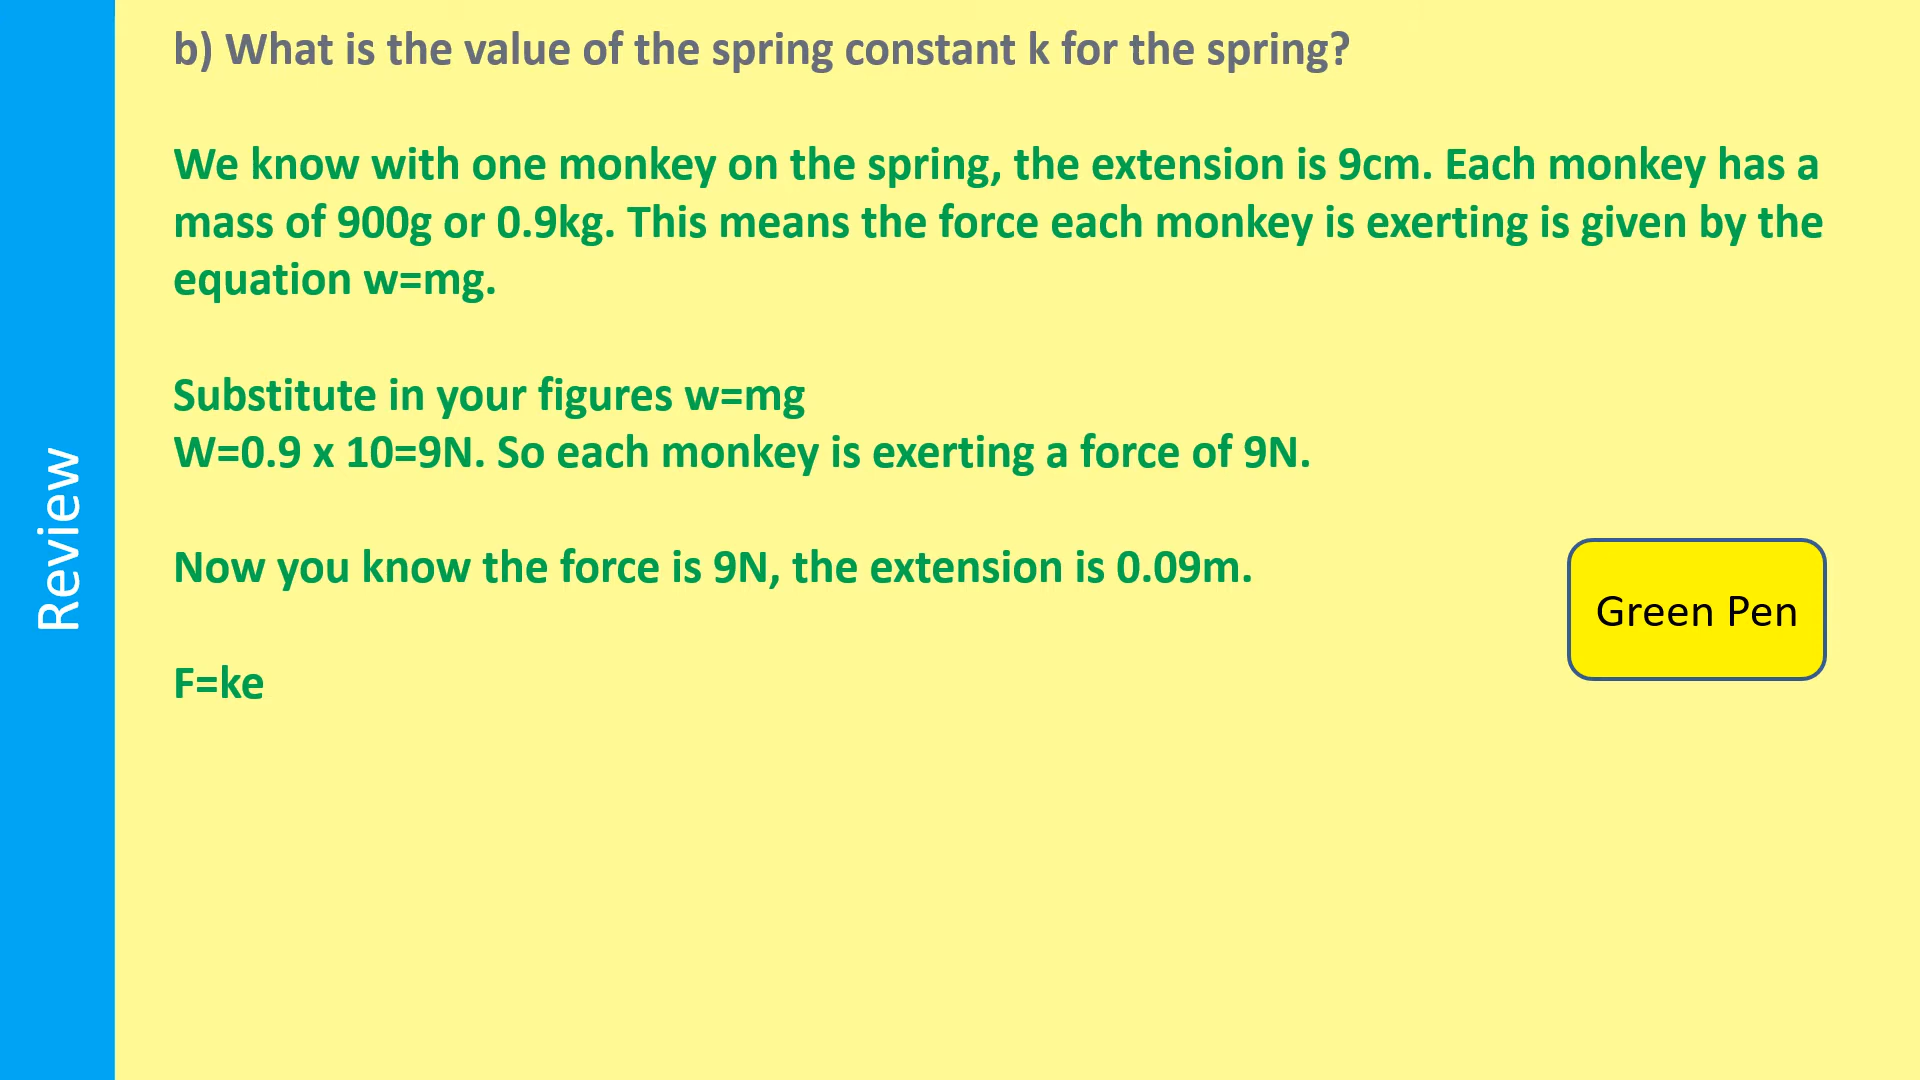 Review
b) What is the value of the spring constant k for the spring?
We know with one monkey on the spring, the extension is 9cm. Each monkey has a
mass of 900g or 0.9kg. This means the force each monkey is exerting is given by the
equation w=mg.
Substitute in your figures w=mg
W=0.9 x 10=9N. So each monkey is exerting a force of 9N.
Now you know the force is 9N, the extension is 0.09m.
Green Pen
F=ke